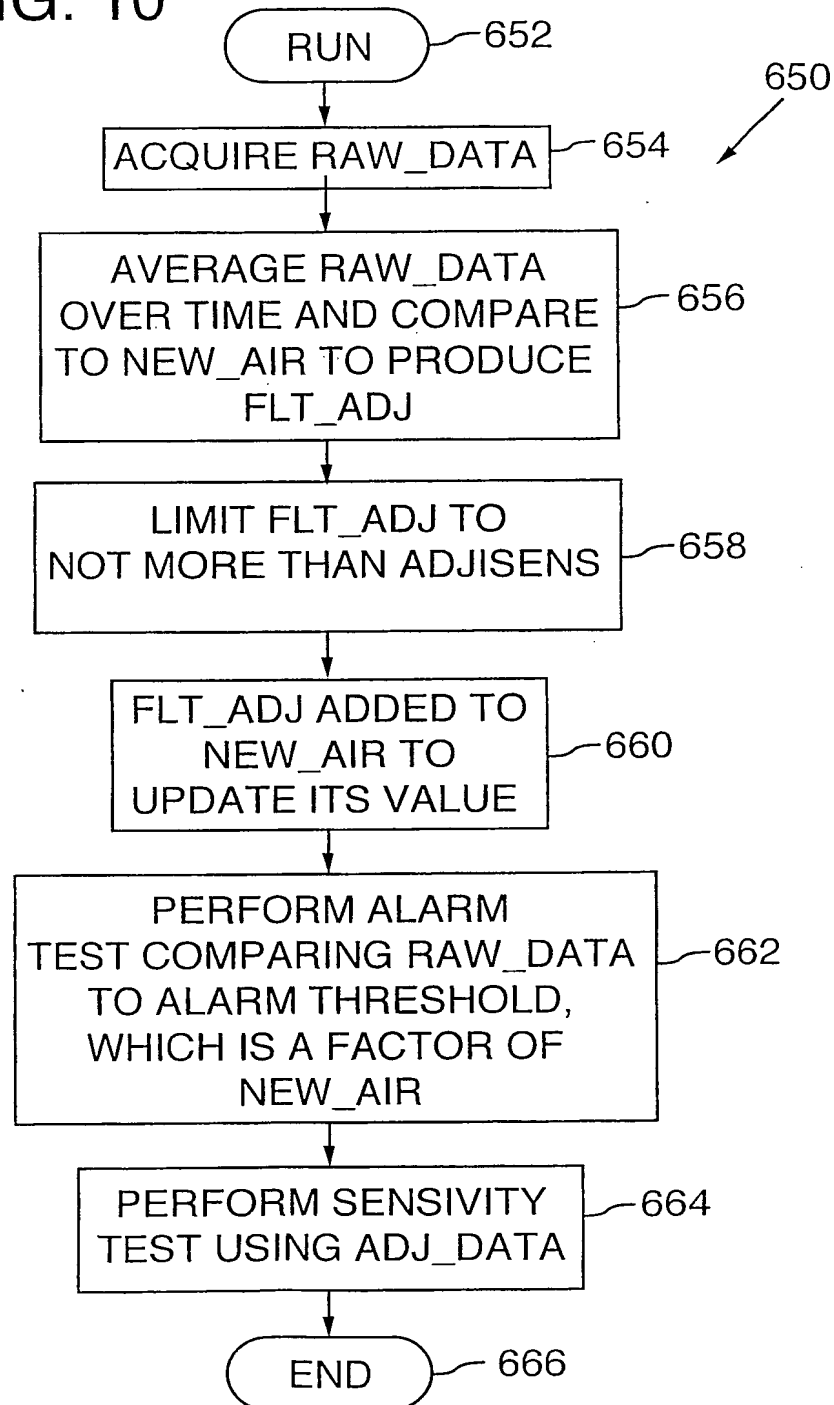 FIG. 10
RUN
652
650
ACQUIRE RAW_DATA
654
AVERAGE RAW_DATA
OVER TIME AND COMPARE
TO NEW_AIR TO PRODUCE
FLT_ADJ
656
LIMIT FLT_ADJ TO
NOT MORE THAN ADJISENS
658
FLT_ADJ ADDED TO
NEW_AIR TO
UPDATE ITS VALUE
660
PERFORM ALARM
TEST COMPARING RAW_DATA
TO ALARM THRESHOLD,
WHICH IS A FACTOR OF
NEW_AIR
662
PERFORM SENSIVITY
TEST USING ADJ_DATA
664
END
666